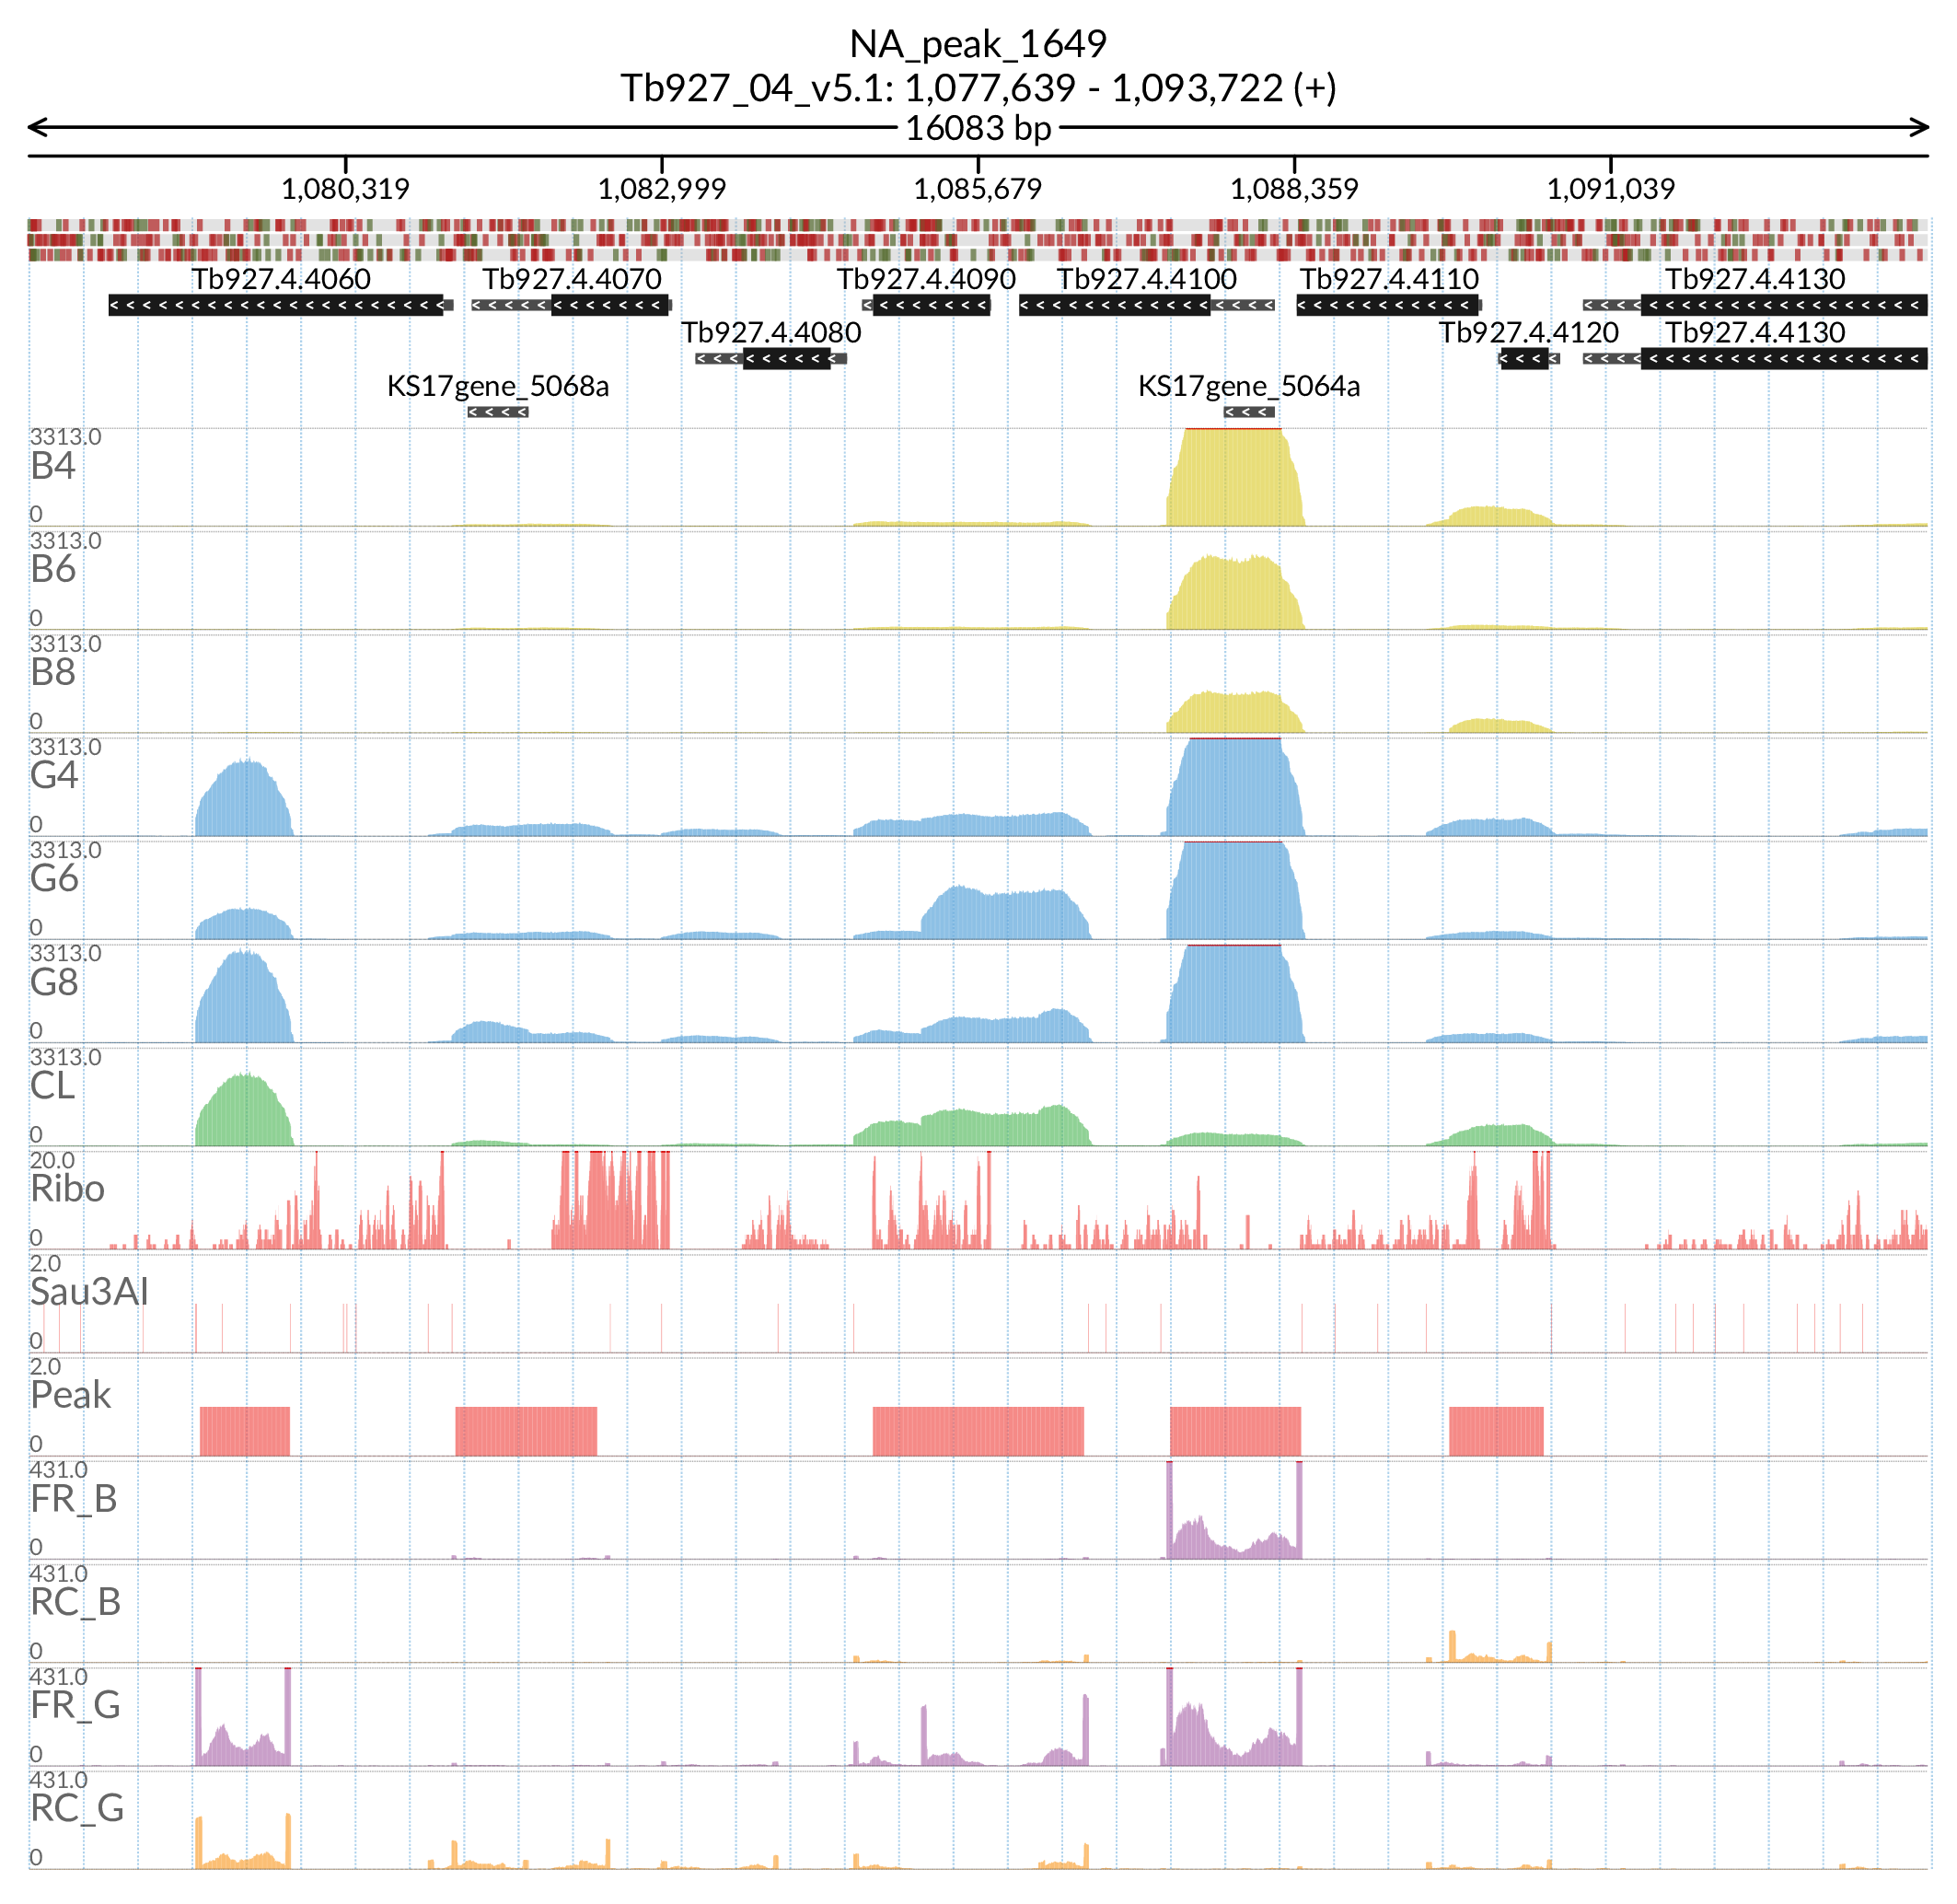 NA_peak_1649
Tb927_04_v5.1: 1,077,639 - 1,093,722 (+)
16083 bp
1,080,319 1,082,999 1,085,679 1,088,359 1,091,039
Tb927.4.4060 Tb927.4.4070 Tb927.4.4090 Tb927.4.4100 Tb927.4.4110 Tb927.4.4130
Tb927.4.4080 Tb927.4.4120 Tb927.4.4130
KS17gene_5068a KS17gene_5064a
3313.0
B4
0
3313.0
B6
0
3313.0
B8
0
3313.0
G4
0
3313.0
G6
0
3313.0
G8
0
3313.0
CL
0
20.0
Ribo
0
2.0
Sau3AI
0
2.0
Peak
0
431.0
FR_B
0
431.0
RC_B
0
431.0
FR_G
0
431.0
RC_G
0